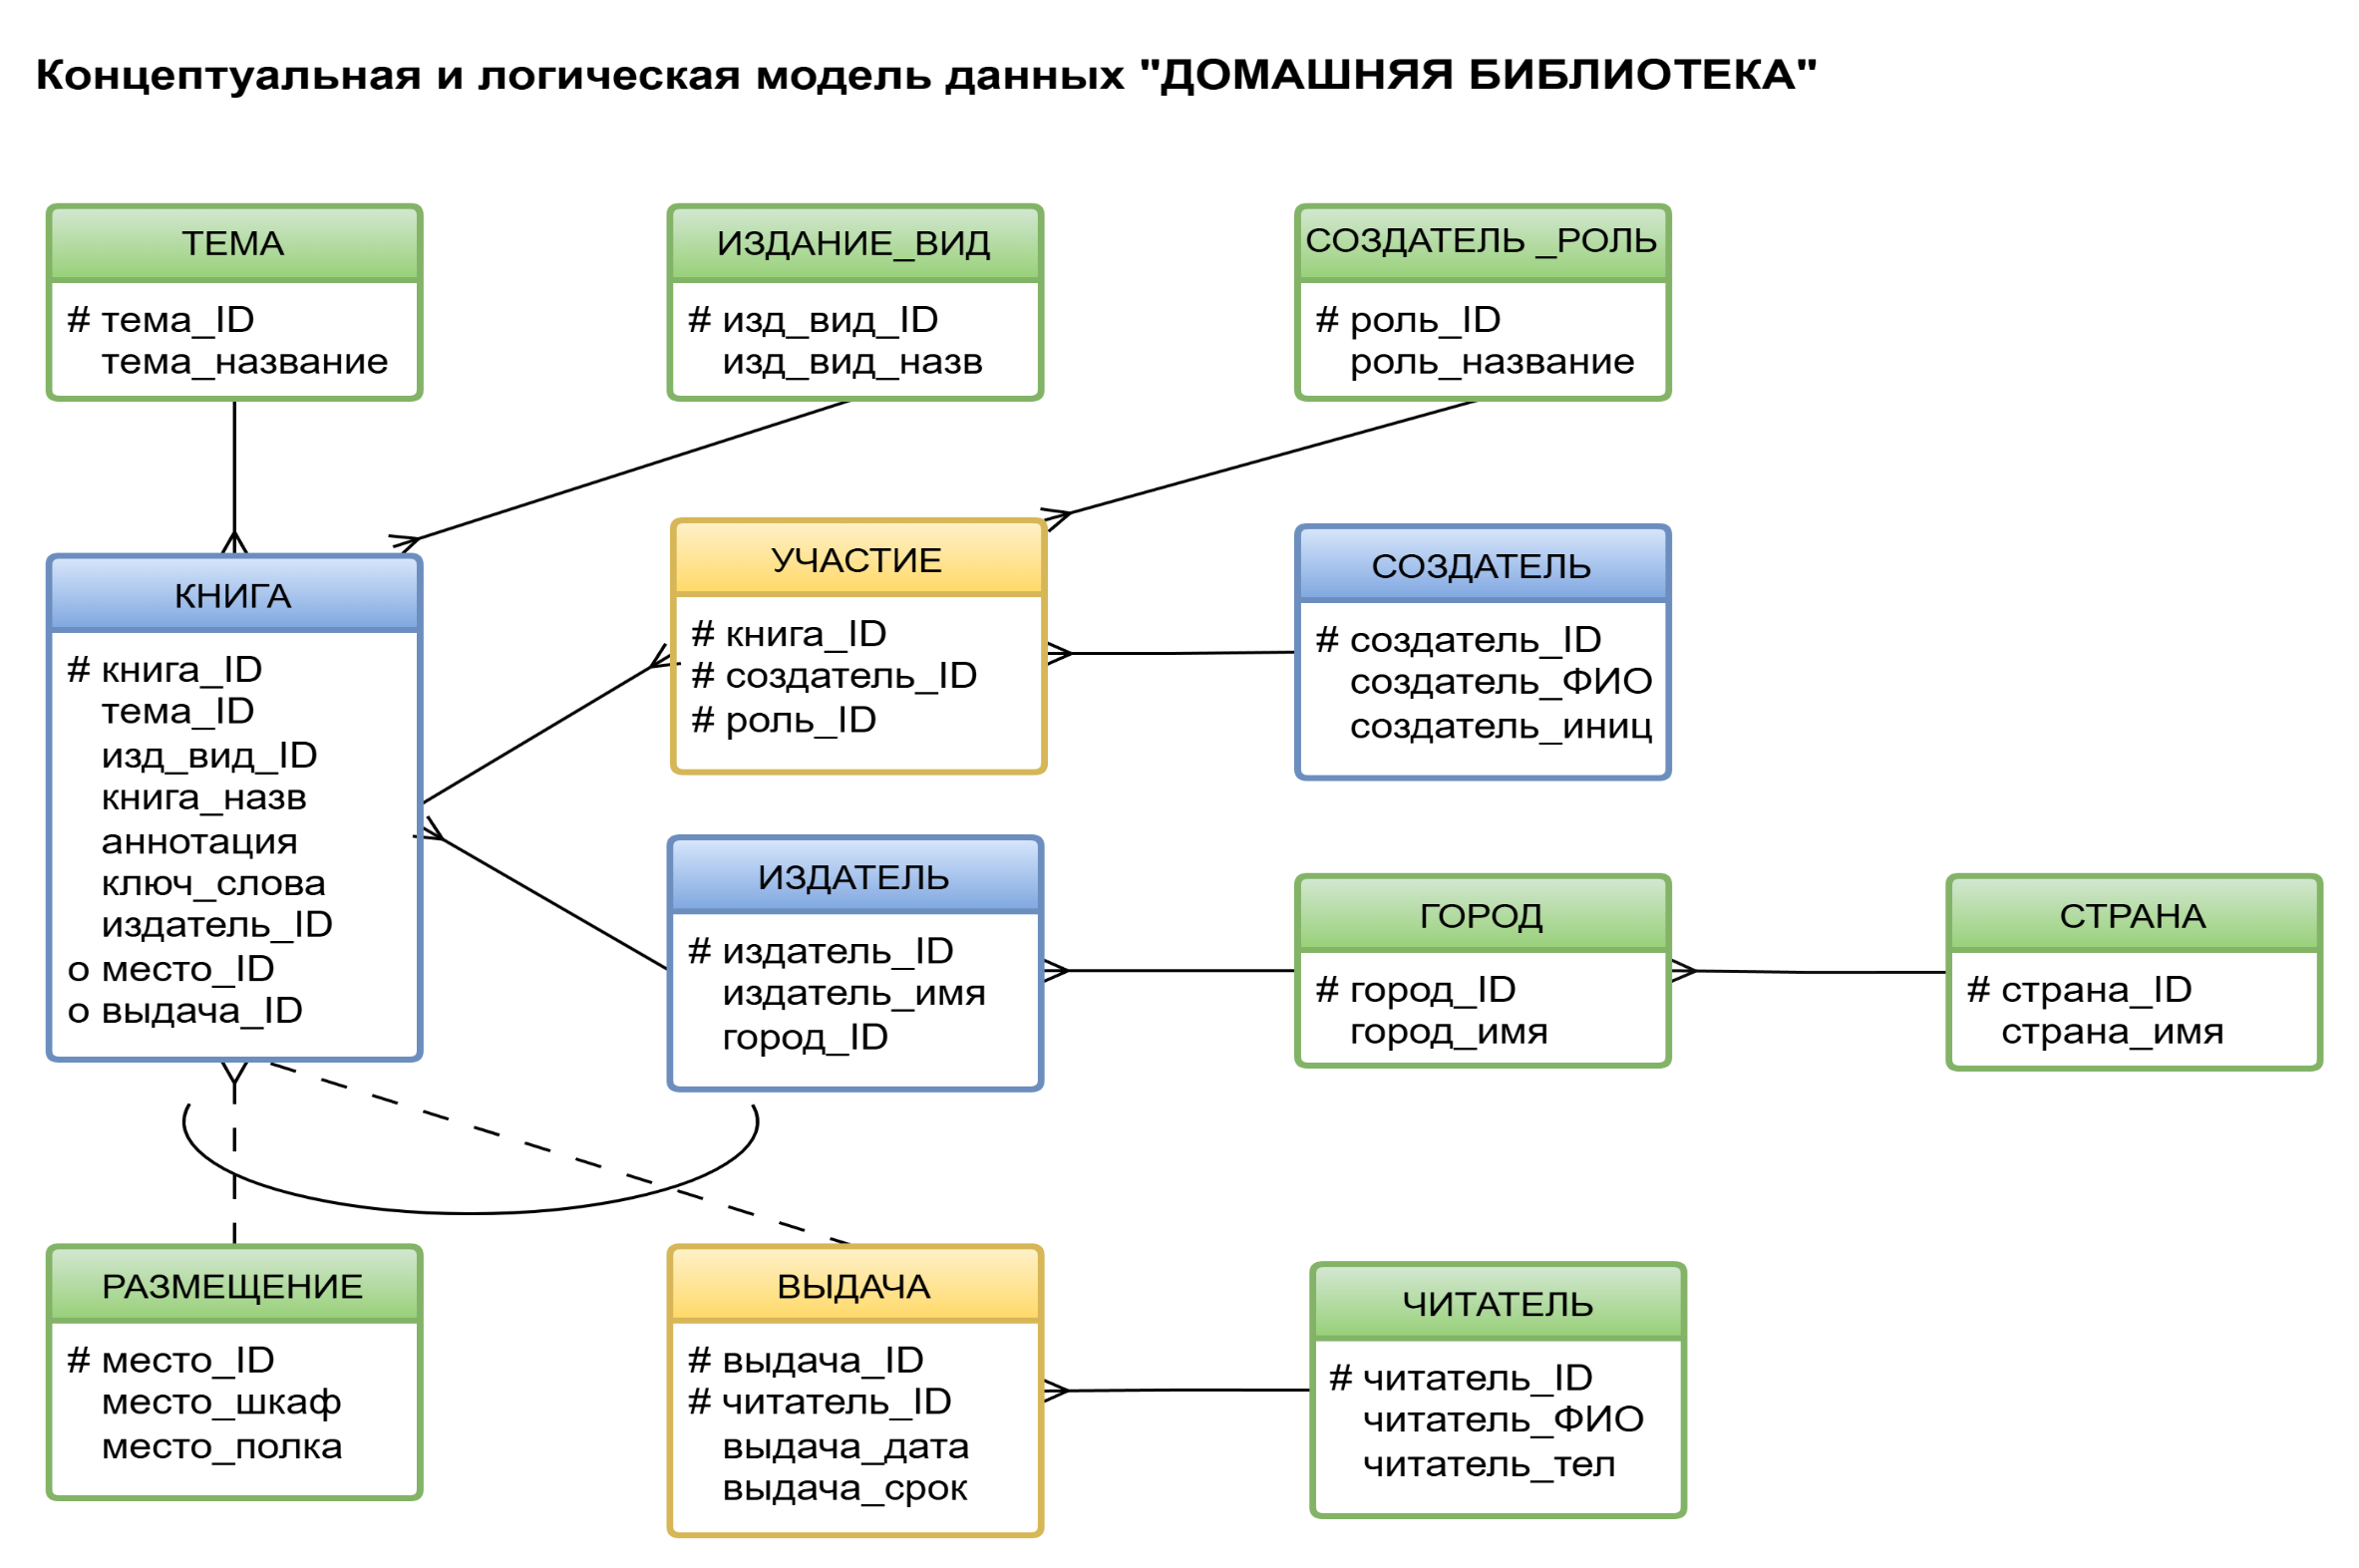 Концептуальная и логическая модель данных "ДОМАШНЯЯ БИБЛИОТЕКА"
ТЕМА
# тема_ID
тема_название
ИЗДАНИЕ_ВИД
# изд_вид_ID
изд_вид_назв
СОЗДАТЕЛЬ _РОЛЬ
# роль_ID
роль_название
КНИГА
# книга_ID
тема_ID
изд_вид_ID
книга_назв
аннотация
ключ_слова
издатель_ID
о место_ID
о выдача_ID
УЧАСТИЕ
# книга_ID
# создатель_ID
# роль_ID
СОЗДАТЕЛЬ
# создатель_ID
создатель_ФИО
создатель_иниц
ИЗДАТЕЛЬ
# издатель_ID
издатель_имя
город_ID
ГОРОД
# город_ID
город_имя
СТРАНА
# страна_ID
страна_имя
РАЗМЕЩЕНИЕ
# место_ID
место_шкаф
место_полка
ВЫДАЧА
# выдача_ID
# читатель_ID
выдача_дата
выдача_срок
ЧИТАТЕЛЬ
# читатель_ID
читатель_ФИО
читатель_тел